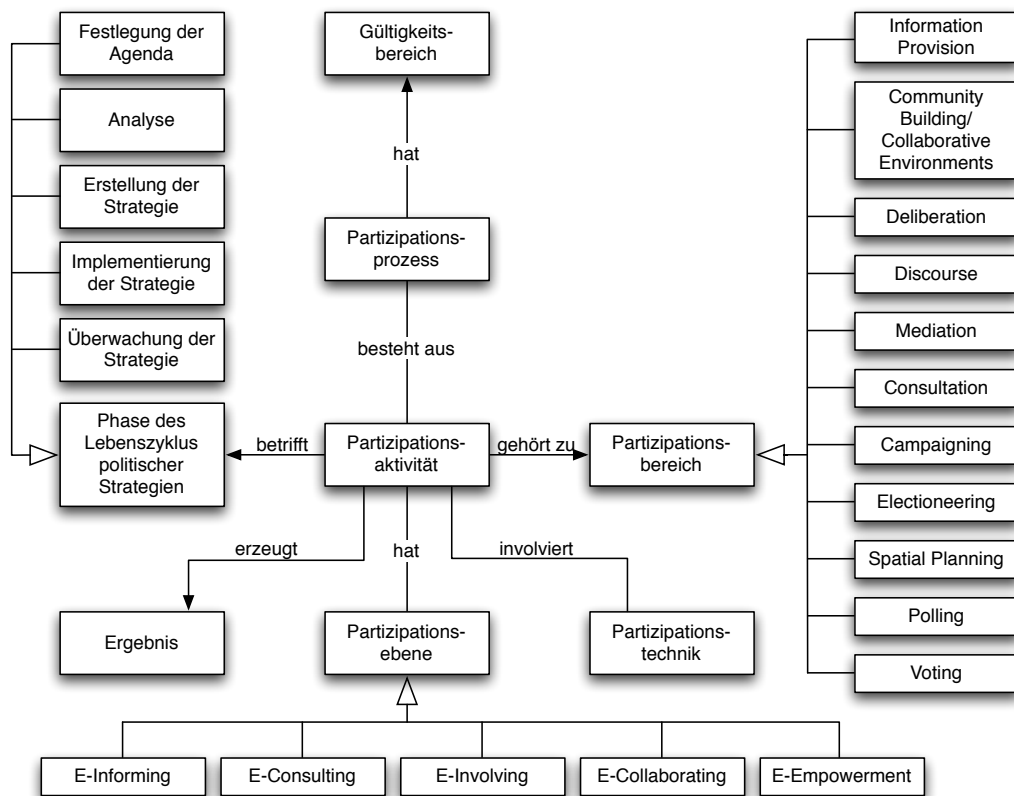 Festlegung der
Agenda
Analyse
Erstellung der
Strategie
Implementierung
der Strategie
Überwachung der
Strategie
Phase des
Lebenszyklus
politischer
Strategien
Gültigkeits-
bereich
hat
Partizipations-
prozess
besteht aus
betrifft
Partizipations-
aktivität
gehört zu
Partizipations-
bereich
erzeugt
hat
involviert
Ergebnis
Partizipations-
ebene
Partizipations-
technik
E-Informing
E-Consulting
E-Involving
E-Collaborating
E-Empowerment
Information
Provision
Community
Building/
Collaborative
Environments
Deliberation
Discourse
Mediation
Consultation
Campaigning
Electioneering
Spatial Planning
Polling
Voting